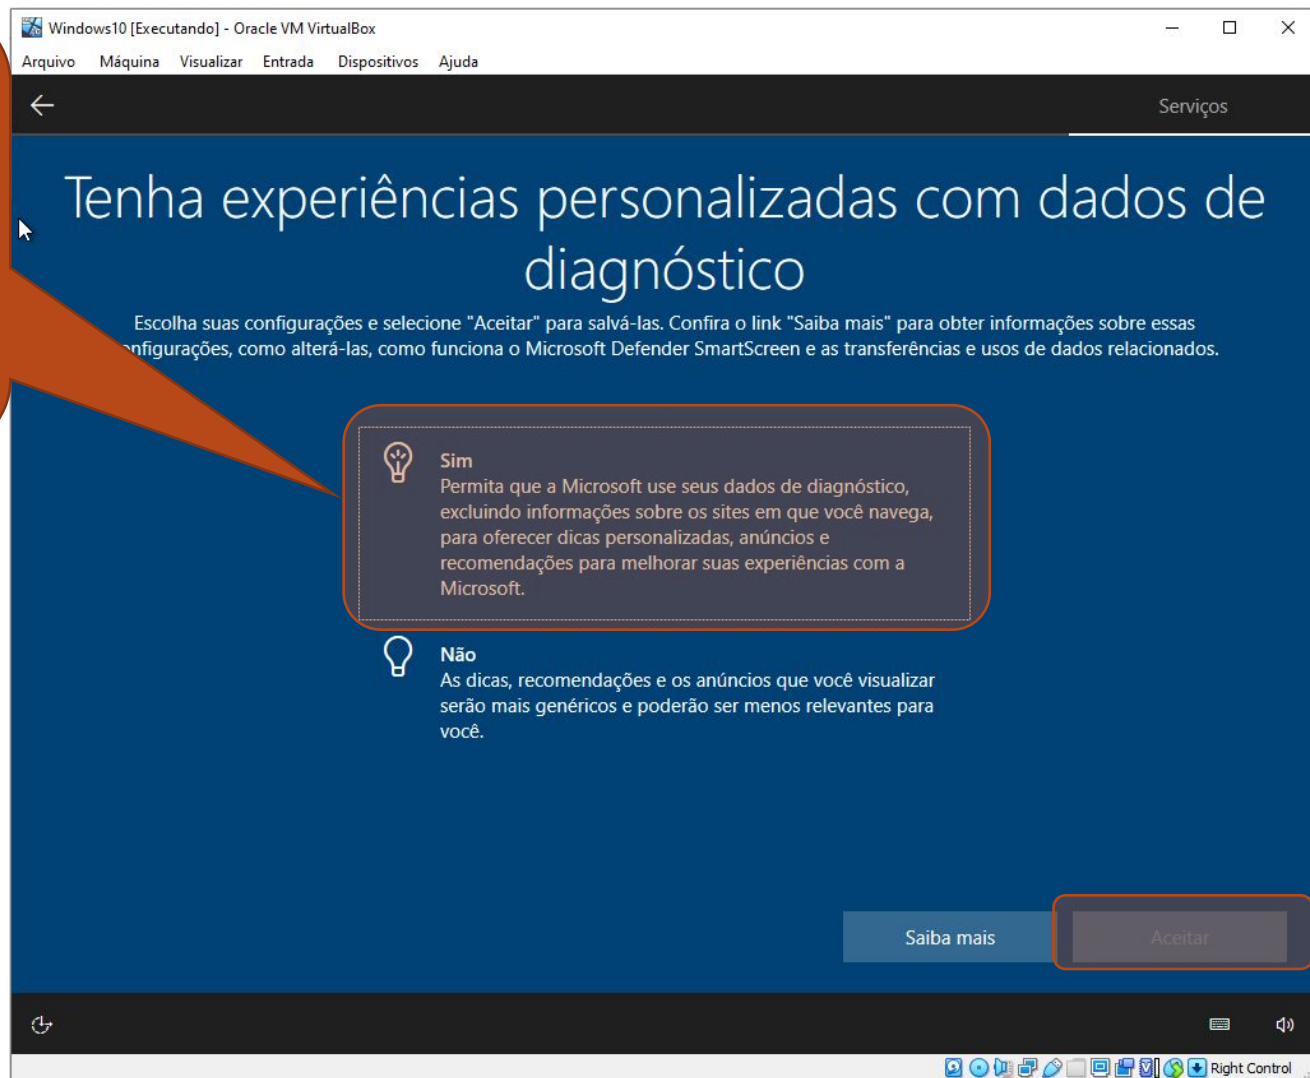 Windows10 [Executando] - Oracle VM VirtualBox
Arquivo Máquina Visualizar Entrada Dispositivos Ajuda
Serviços
Tenha experiências personalizadas com dados de
diagnóstico
Escolha suas configurações e selecione "Aceitar" para salvá-las. Confira o link "Saiba mais" para obter informações sobre essas
onfigurações, como alterá-las, como funciona o Microsoft Defender SmartScreen e as transferências e usos de dados relacionados.
Sim
Permita que a Microsoft use seus dados de diagnóstico,
excluindo informações sobre os sites em que você navega,
para oferecer dicas personalizadas, anúncios e
recomendações para melhorar suas experiências com a
Microsoft.
Não
As dicas, recomendações e os anúncios que você visualizar
serão mais genéricos e poderão ser menos relevantes para
você.
Saiba mais
Aceitar
Right Control